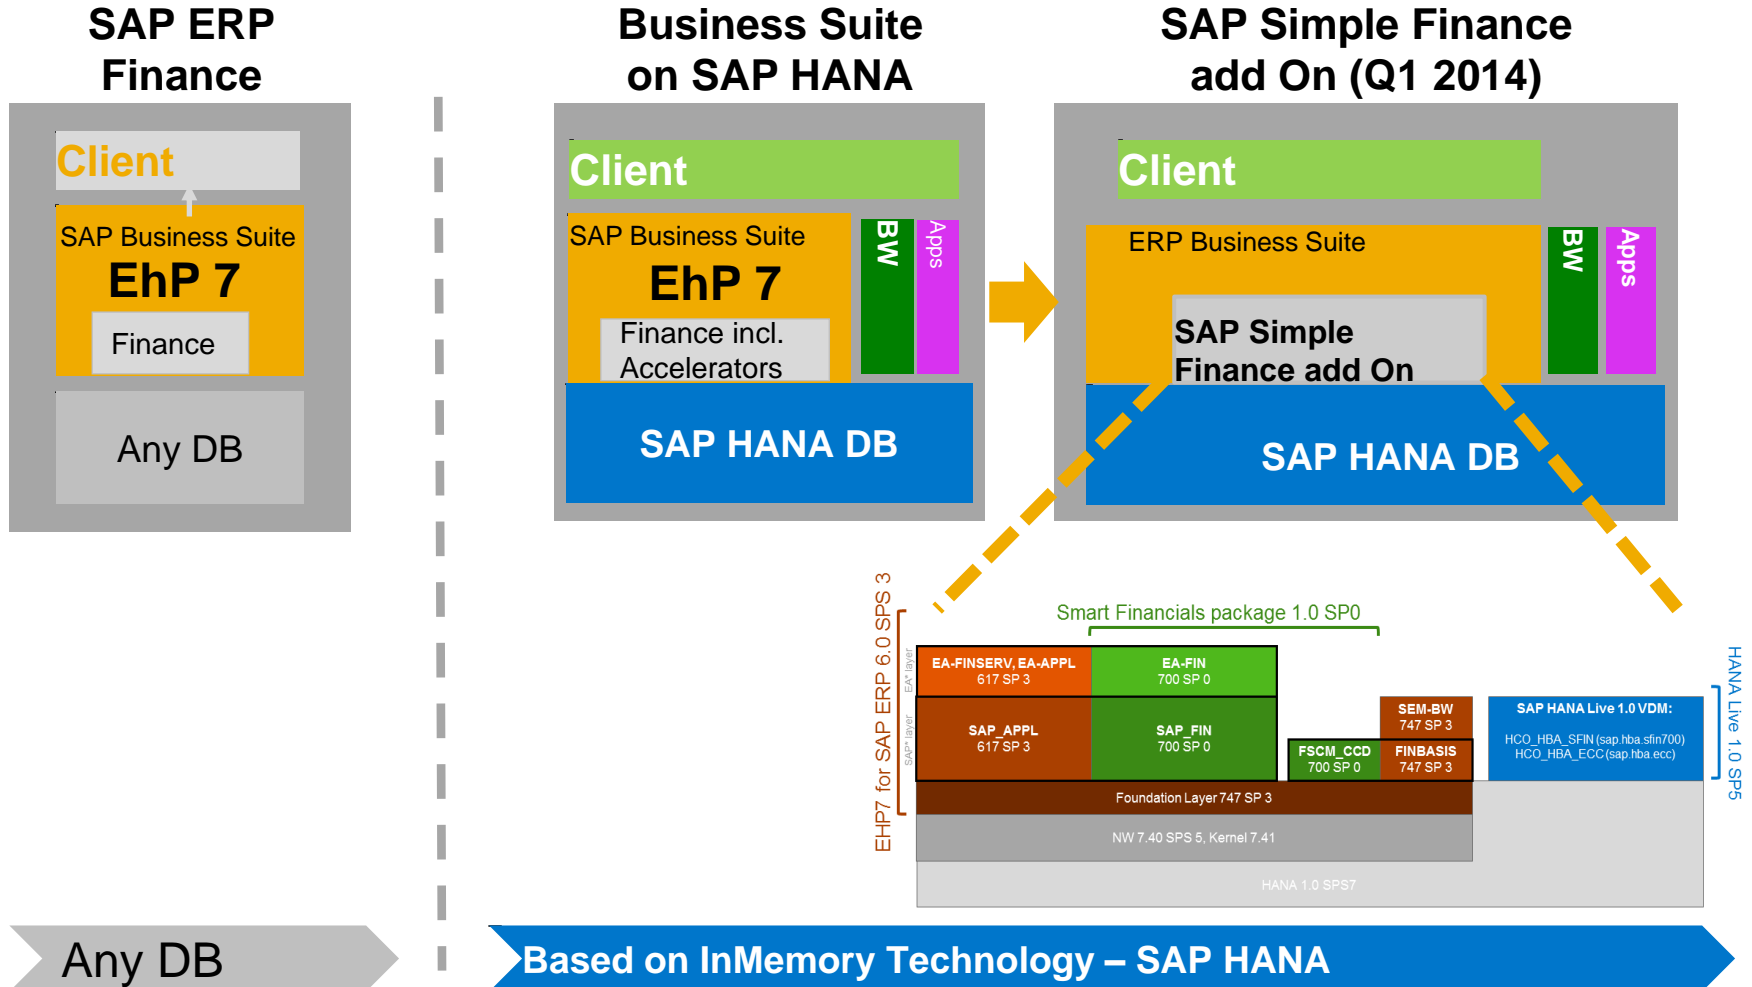 SAP ERP
Finance
Client
SAP Business Suite
EhP 7
Finance
Any DB
Business Suite
on SAP HANA
Client
SAP Business Suite
EhP 7
Finance incl.
Accelerators
BW
Apps
SAP HANA DB
SAP Simple Finance
add On (Q1 2014)
Client
ERP Business Suite
SAP Simple
Finance add On
BW
Apps
SAP HANA DB
EHP7 for SAP ERP 6.0 SPS 3
EA* layer
SAP* layer
Smart Financials package 1.0 SP0
EA-FINSERV, EA-APPL
617 SP 3
EA-FIN
700 SP 0
SAP_APPL
617 SP 3
SAP_FIN
700 SP 0
FSCM_CCD
700 SP 0
SEM-BW
747 SP 3
FINBASIS
747 SP 3
SAP HANA Live 1.0 VDM:
HCO_HBA_SFIN (sap.hba.sfin700)
HCO_HBA_ECC (sap.hba.ecc)
HANA Live 1.0 SP5
Foundation Layer 747 SP 3
NW 7.40 SPS 5, Kernel 7.41
HANA 1.0 SPS7
Any DB
Based on InMemory Technology – SAP HANA